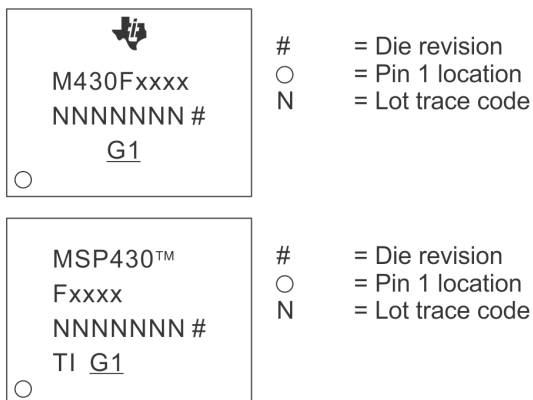 M430Fxxxx
NNNNNNN #
G1
# = Die revision
○ = Pin 1 location
N = Lot trace code
MSP430™
Fxxxx
NNNNNNN #
TI G1
# = Die revision
○ = Pin 1 location
N = Lot trace code